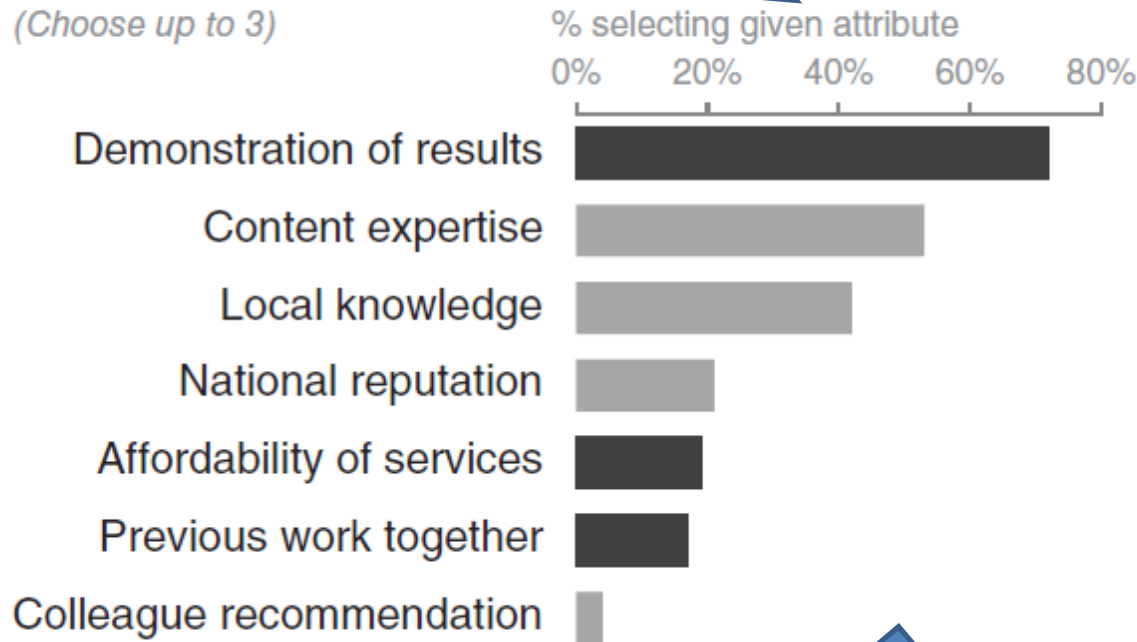 (Choose up to 3)
% selecting given attribute
0% 20% 40% 60% 80%
Demonstration of results
Content expertise
Local knowledge
National reputation
Affordability of services
Previous work together
Colleague recommendation